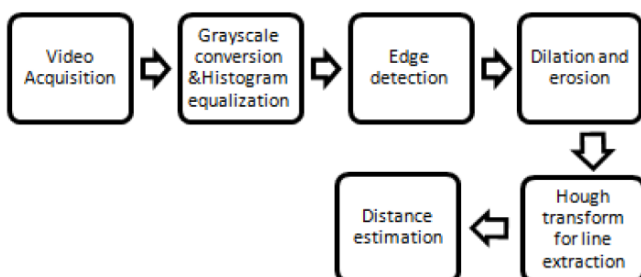 Video
Acquisition
Grayscale
conversion
&Histogram
equalization
Edge
detection
Dilation and
erosion
Hough
transform
for line
extraction
Distance
estimation